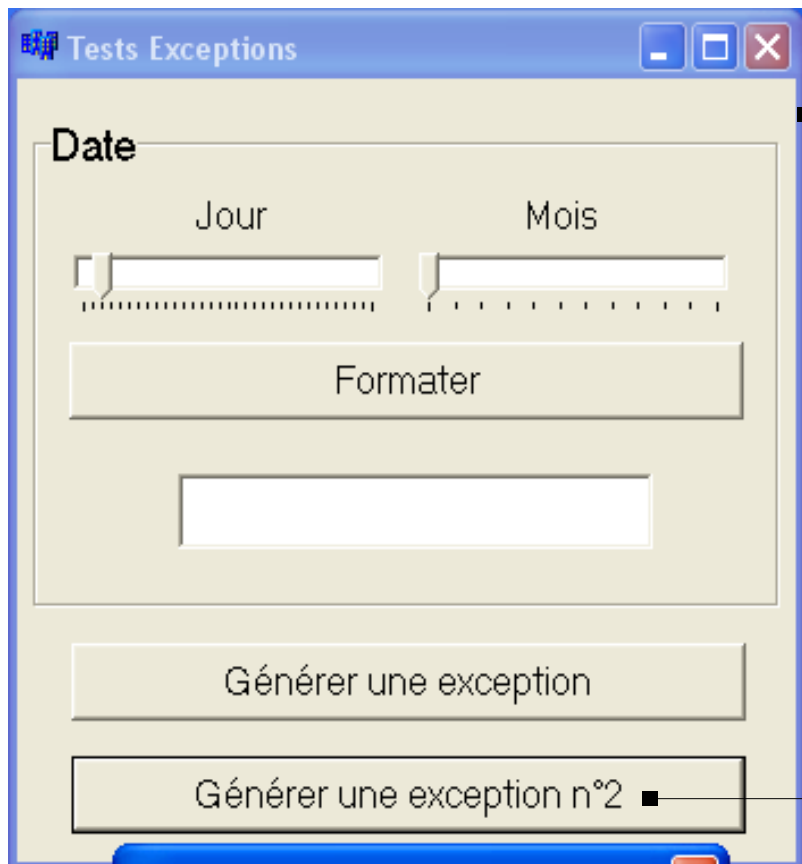 Tests Exceptions
Date
Jour Mois
Formater
Générer une exception
Générer une exception n°2